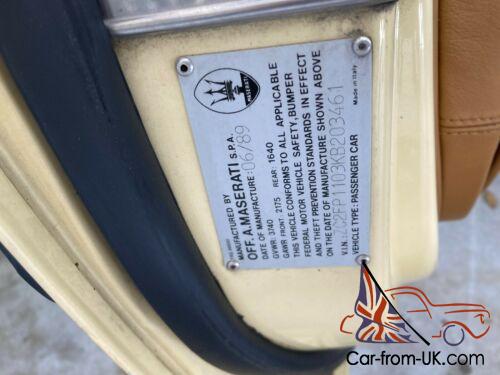 MASERATI
MANUFACTURED BY
OFF. A. MASERATI S.P.A.
DATE OF MANUFACTURE: 06/89
GVWR: 3740
GAWR FRONT 2175 REAR: 1640
THIS VEHICLE CONFORMS TO ALL APPLICABLE
FEDERAL MOTOR VEHICLE SAFETY, BUMPER
AND THEFT PREVENTION STANDARDS IN EFFECT
ON THE DATE OF MANUFACTURE SHOWN ABOVE
V.I.N.: ZC2FP1103KB203461
VEHICLE TYPE: PASSENGER CAR
Made in Italy
Car-from-UK.com